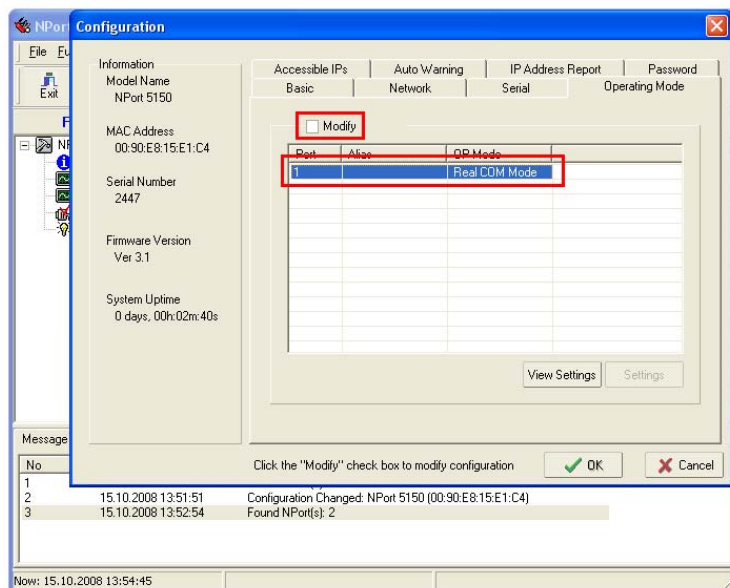 NPor
Configuration
File Fu
Exit
Information
Model Name
NPort 5150
MAC Address
00:90:E8:15:E1:C4
Serial Number
2447
Firmware Version
Ver 3.1
System Uptime
0 days, 00h:02m:40s
Accessible IPs Auto Warning IP Address Report Password
Basic Network Serial Operating Mode
Modify
Port Alias OP Mode
1 Real COM Mode
View Settings Settings
Click the "Modify" check box to modify configuration OK Cancel
Message
No
1
2 15.10.2008 13:51:51 Configuration Changed: NPort 5150 (00:90:E8:15:E1:C4)
3 15.10.2008 13:52:54 Found NPort(s): 2
Now: 15.10.2008 13:54:45